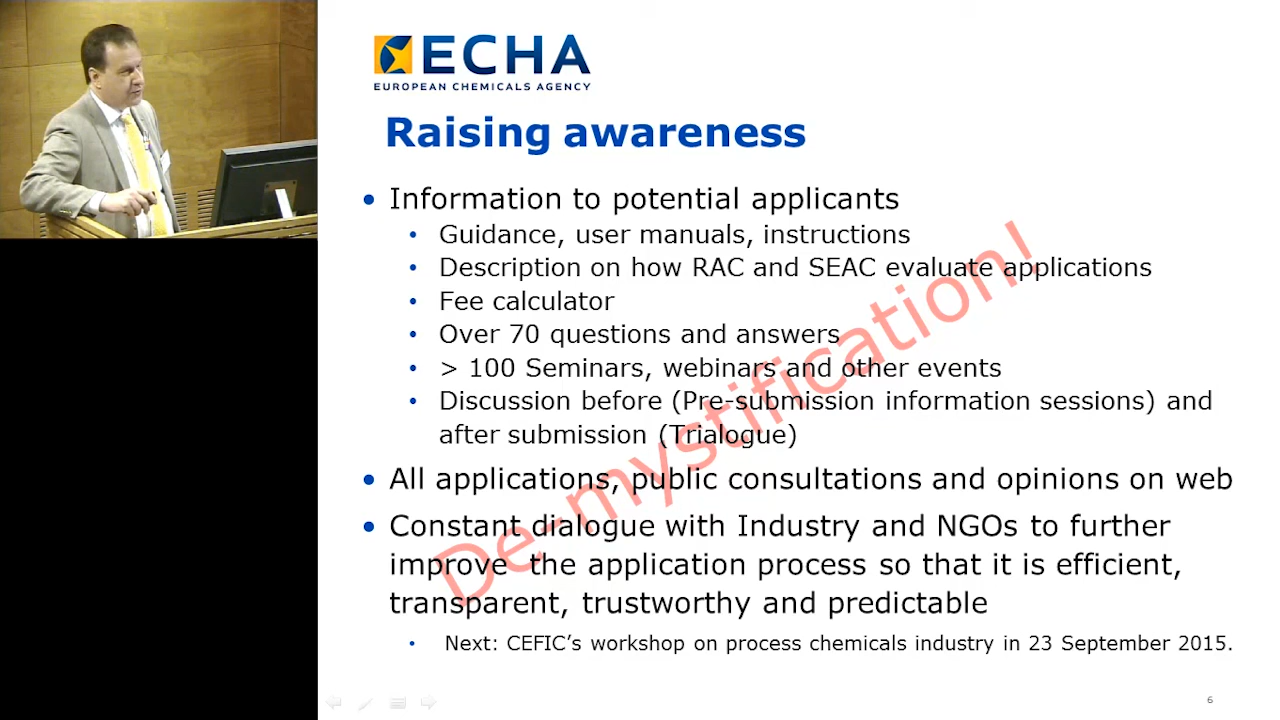 ECHA
EUROPEAN CHEMICALS AGENCY
Raising awareness
• Information to potential applicants
• Guidance, user manuals, instructions
• Description on how RAC and SEAC evaluate applications
• Fee calculator
• Over 70 questions and answers
• > 100 Seminars, webinars and other events
• Discussion before (Pre-submission information sessions) and
after submission (Trialogue)
• All applications, public consultations and opinions on web
• Constant dialogue with Industry and NGOs to further
improve the application process so that it is efficient,
transparent, trustworthy and predictable
• Next: CEFIC's workshop on process chemicals industry in 23 September 2015.
De-mystification!
6